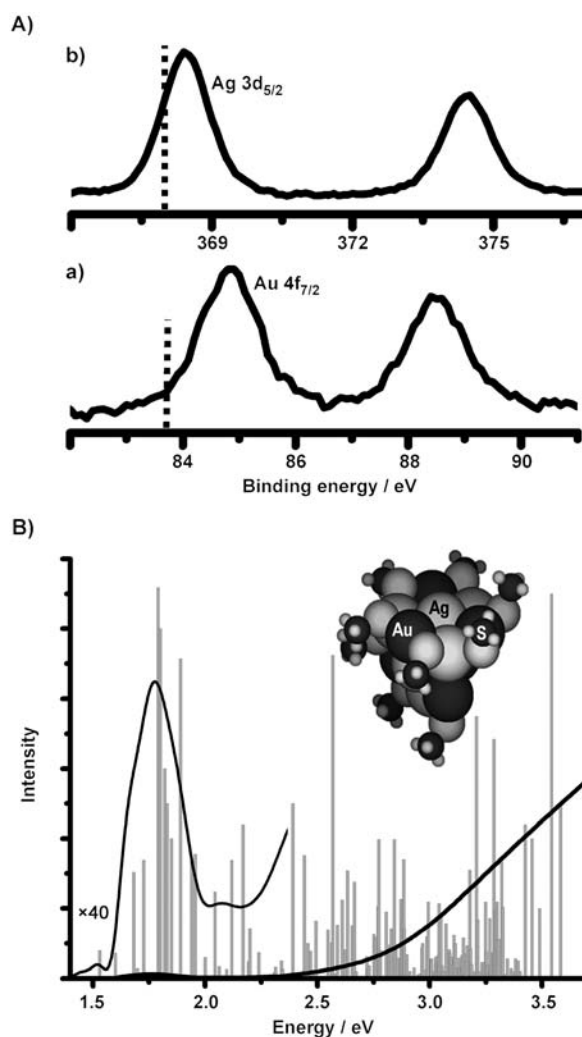 A)
b)
Ag 3d5/2
369 372 375
a)
Au 4f7/2
84 86 88 90
Binding energy / eV
B)
Ag
Au
S
Intensity
×40
1.5 2.0 2.5 3.0 3.5
Energy / eV